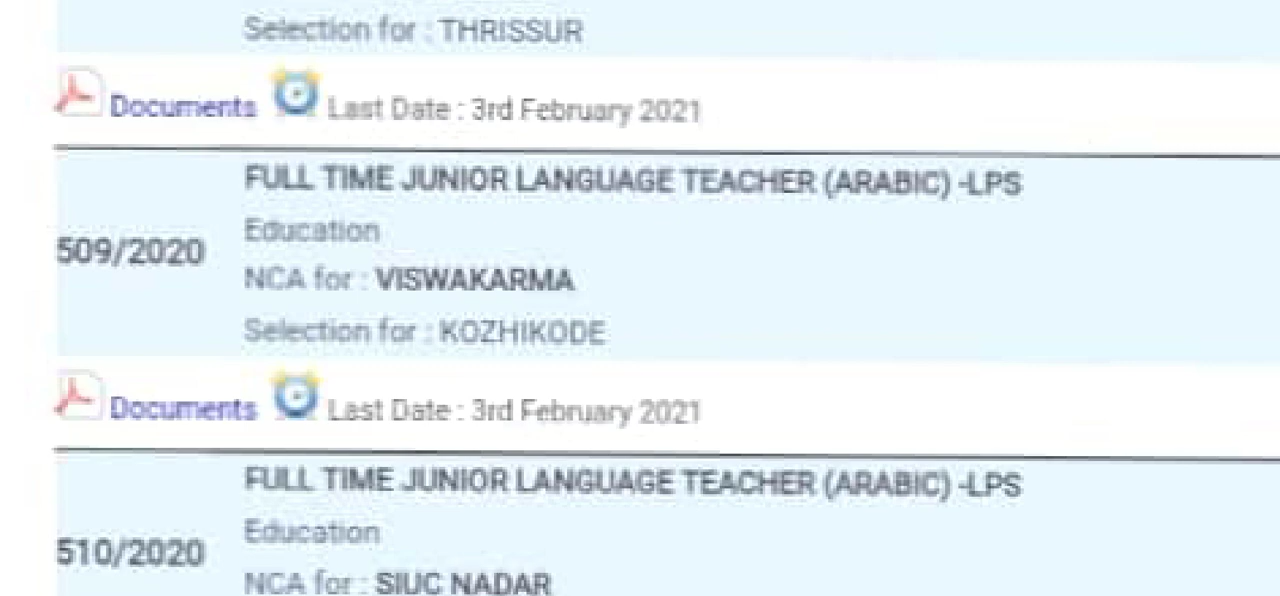 Selection for : THRISSUR
Documents Last Date : 3rd February 2021
FULL TIME JUNIOR LANGUAGE TEACHER (ARABIC) -LPS
Education
509/2020
NCA for : VISWAKARMA
Selection for : KOZHIKODE
Documents Last Date : 3rd February 2021
FULL TIME JUNIOR LANGUAGE TEACHER (ARABIC) -LPS
Education
510/2020
NCA for : SIUC NADAR